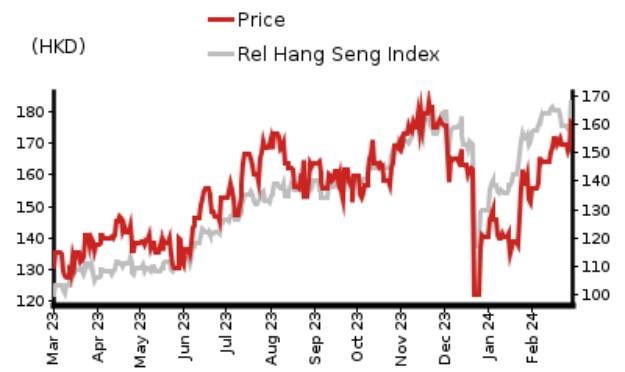 Price
(HKD)
Rel Hang Seng Index
180
170
160
150
140
130
120
170
160
150
140
130
120
110
100
Mar 23
Apr 23
May 23
Jun 23
Jul 23
Aug 23
Sep 23
Oct 23
Nov 23
Dec 23
Jan 24
Feb 24